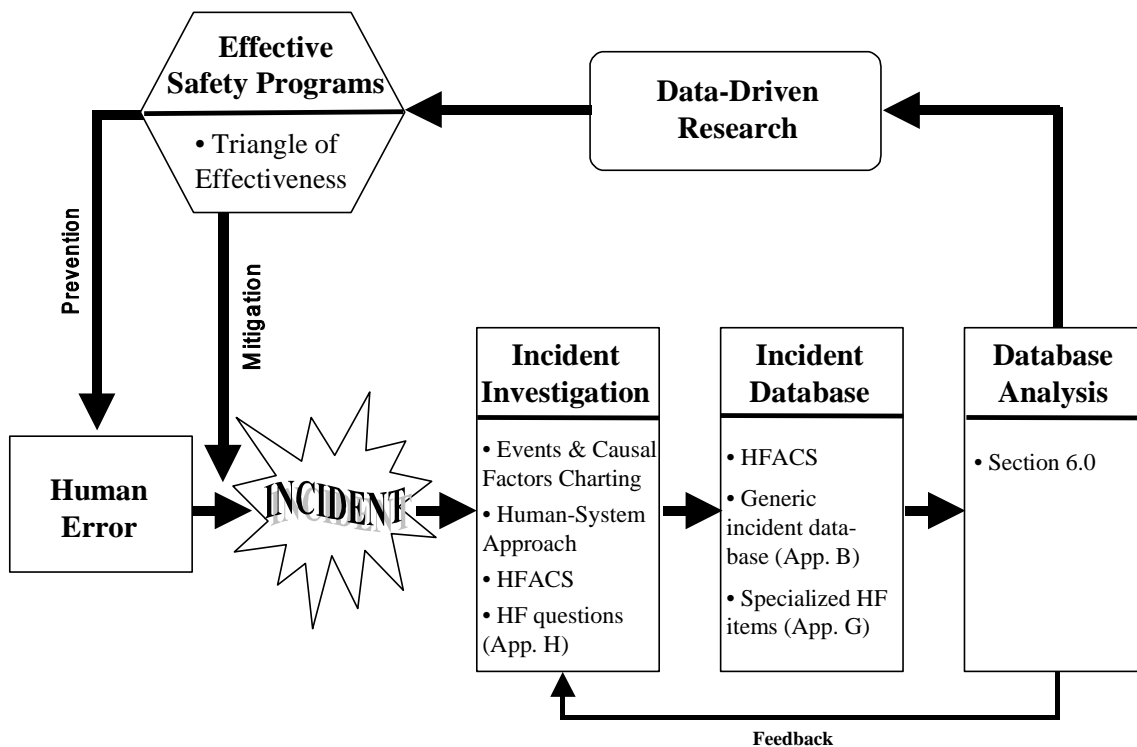 Effective
Safety Programs
• Triangle of
Effectiveness
Data-Driven
Research
Prevention
Mitigation
Human
Error
INCIDENT
Incident
Investigation
• Events & Causal
Factors Charting
• Human-System
Approach
• HFACS
• HF questions
(App. H)
Incident
Database
• HFACS
• Generic
incident data-
base (App. B)
• Specialized HF
items (App. G)
Database
Analysis
• Section 6.0
Feedback